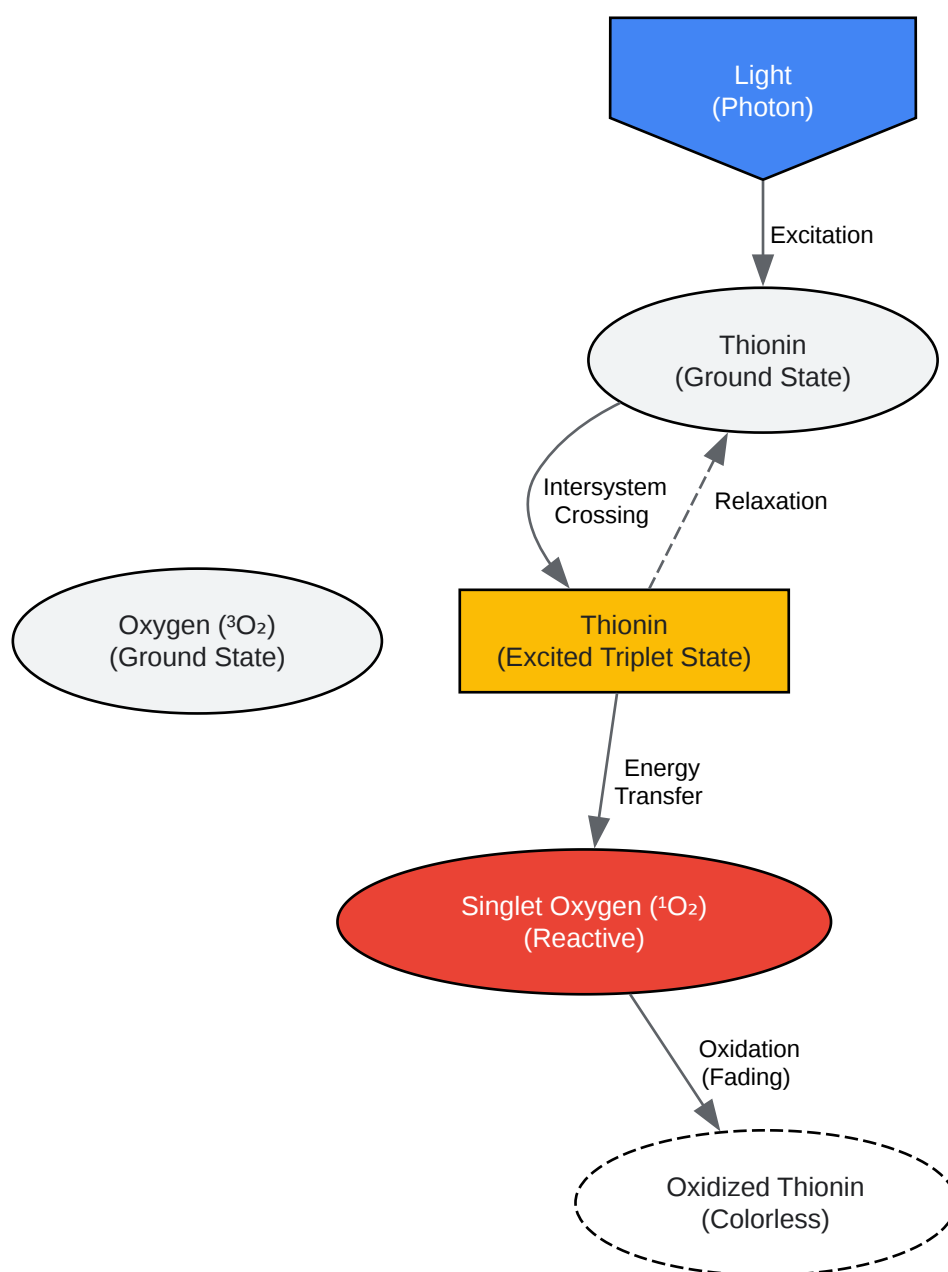 Light
(Photon)
Excitation
Thionin
(Ground State)
Intersystem
Crossing
Relaxation
Oxygen (³O₂)
(Ground State)
Thionin
(Excited Triplet State)
Energy
Transfer
Singlet Oxygen (¹O₂)
(Reactive)
Oxidation
(Fading)
Oxidized Thionin
(Colorless)